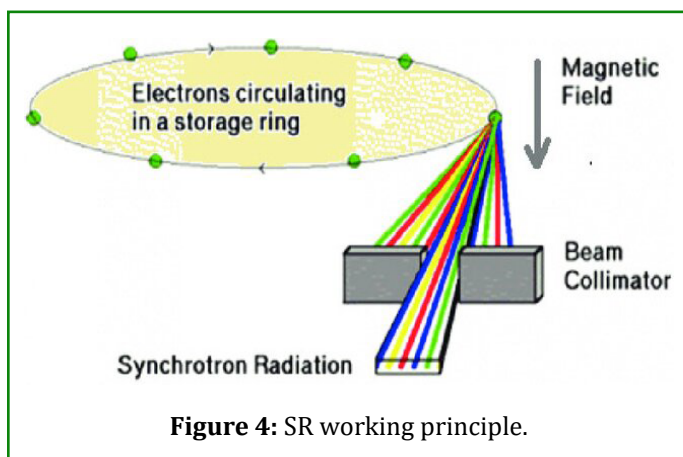 Electrons circulating
in a storage ring
Magnetic
Field
Beam
Collimator
Synchrotron Radiation
Figure 4: SR working principle.